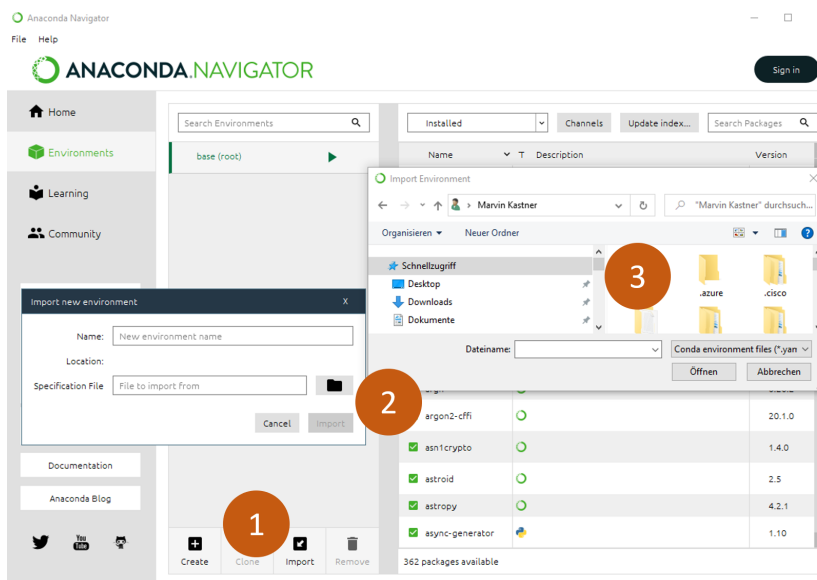 Anaconda Navigator
File Help
ANACONDA.NAVIGATOR
Sign in
Home
Environments
Learning
Community
Search Environments
base (root)
Installed
Channels
Update index...
Search Packages
Name T Description Version
Import Environment
Marvin Kastner
"Marvin Kastner" durchsuch...
Organisieren Neuer Ordner
Schnellzugriff
Desktop
Downloads
Dokumente
3
.azure
.cisco
Dateiname:
Conda environment files (*.yan
Öffnen
Abbrechen
Import new environment X
Name: New environment name
Location:
Specification File File to import from
Cancel Import
2
argon2-cffi 20.1.0
asn1crypto 1.4.0
astroid 2.5
astropy 4.2.1
async-generator 1.10
362 packages available
Documentation
Anaconda Blog
You
Tube
1
Create Clone Import Remove